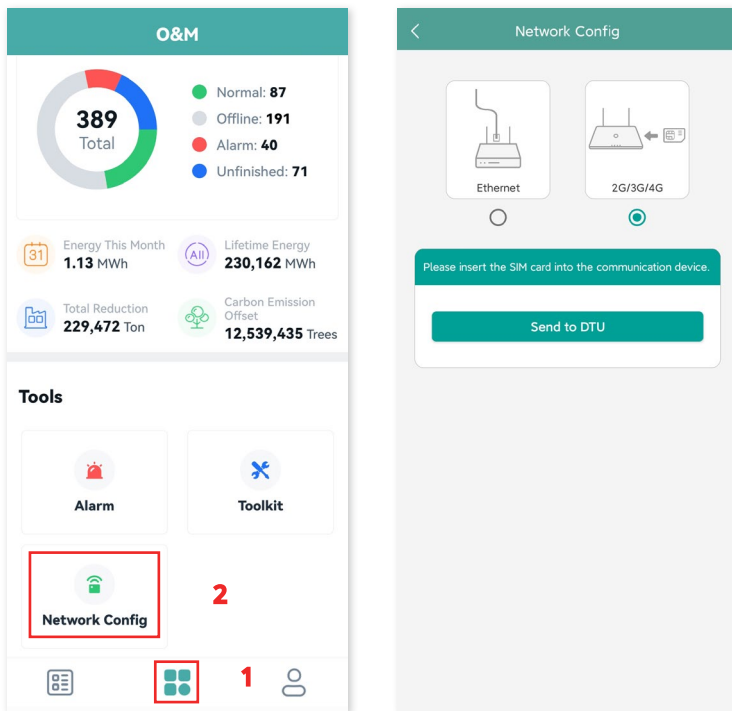 O&M
389
Total
Normal: 87
Offline: 191
Alarm: 40
Unfinished: 71
31
Energy This Month
1.13 MWh
All
Lifetime Energy
230,162 MWh
Total Reduction
229,472 Ton
Carbon Emission
Offset
12,539,435 Trees
Tools
Alarm
Toolkit
Network Config
2
1
Network Config
Ethernet
2G/3G/4G
Please insert the SIM card into the communication device.
Send to DTU